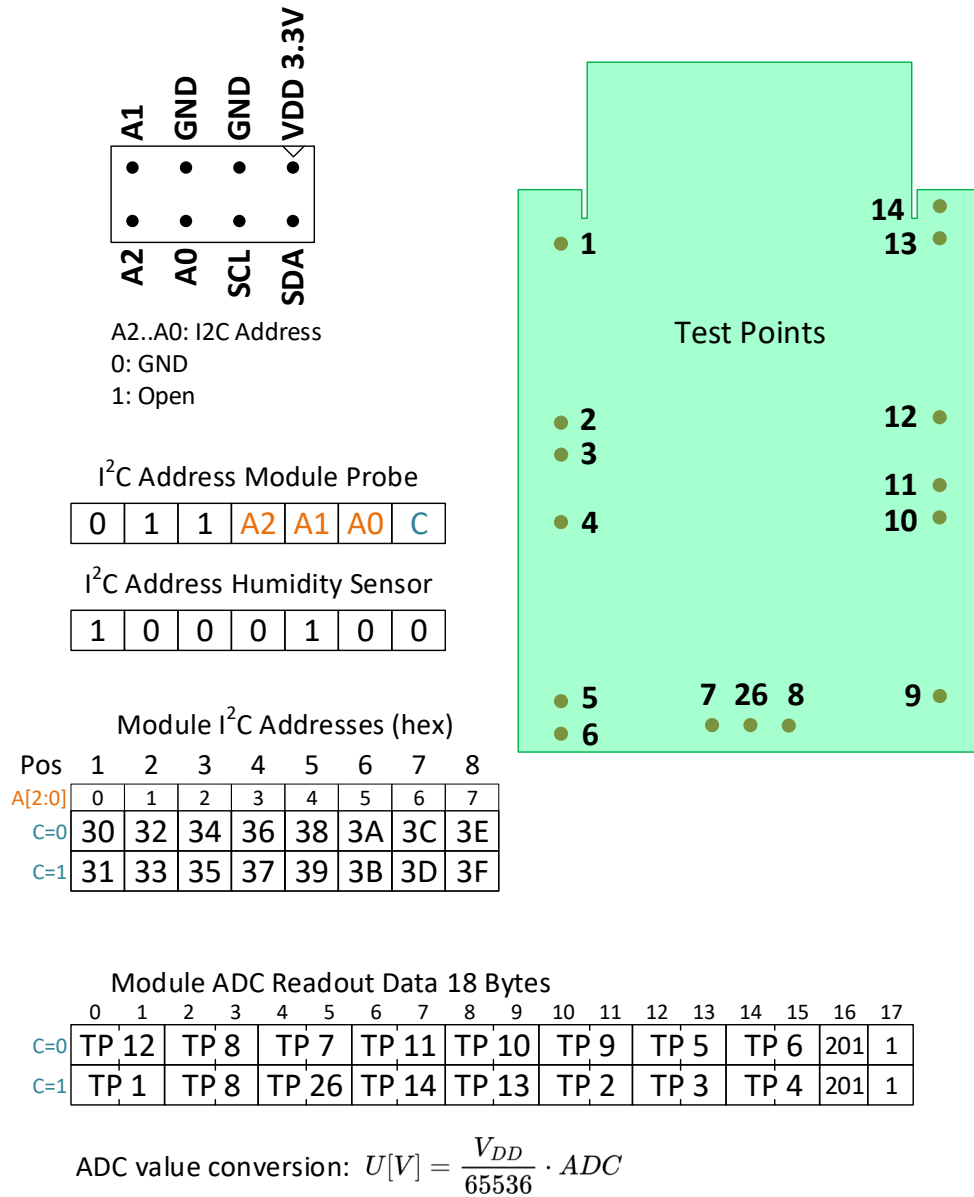 A1 GND GND VDD 3.3V
A2 A0 SCL SDA
A2..A0: I2C Address
0: GND
1: Open
I²C Address Module Probe
0 1 1 A2 A1 A0 C
I²C Address Humidity Sensor
1 0 0 0 1 0 0
Module I²C Addresses (hex)
Pos 1 2 3 4 5 6 7 8
A[2:0] 0 1 2 3 4 5 6 7
C=0 30 32 34 36 38 3A 3C 3E
C=1 31 33 35 37 39 3B 3D 3F
14
1 13
Test Points
2 12
3
11
4 10
5 7 26 8 9
6
Module ADC Readout Data 18 Bytes
0 1 2 3 4 5 6 7 8 9 10 11 12 13 14 15 16 17
C=0 TP 12 TP 8 TP 7 TP 11 TP 10 TP 9 TP 5 TP 6 201 1
C=1 TP 1 TP 8 TP 26 TP 14 TP 13 TP 2 TP 3 TP 4 201 1
ADC value conversion: U[V] = V_DD / 65536 · ADC